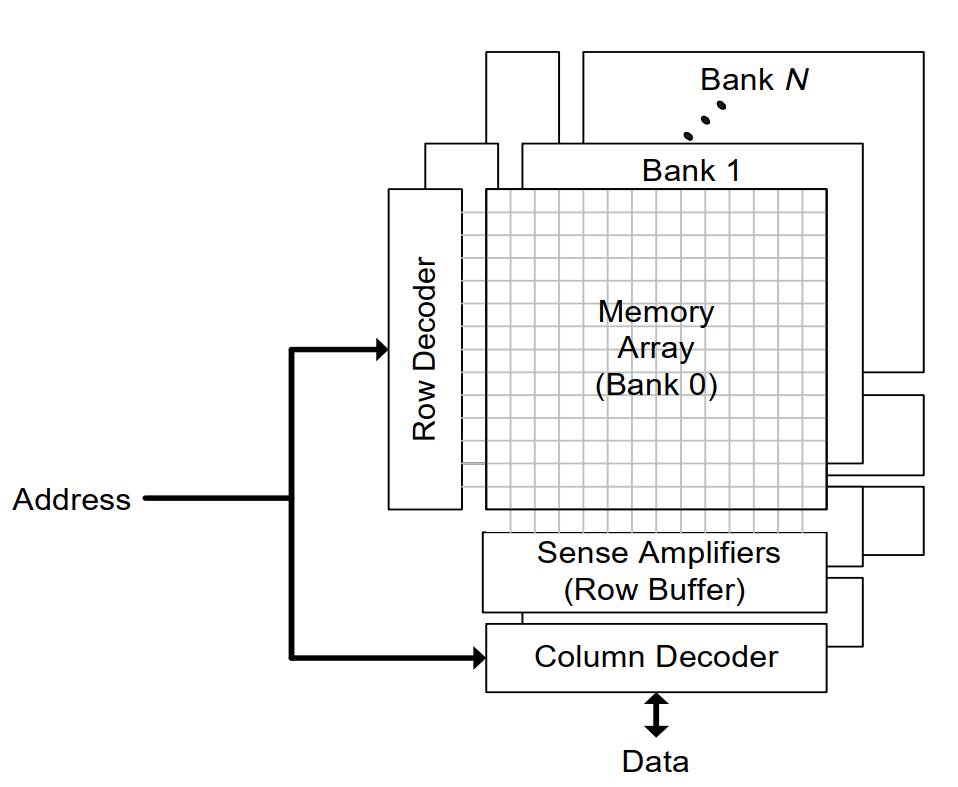 Bank N
Bank 1
Row Decoder
Memory
Array
(Bank 0)
Address
Sense Amplifiers
(Row Buffer)
Column Decoder
Data